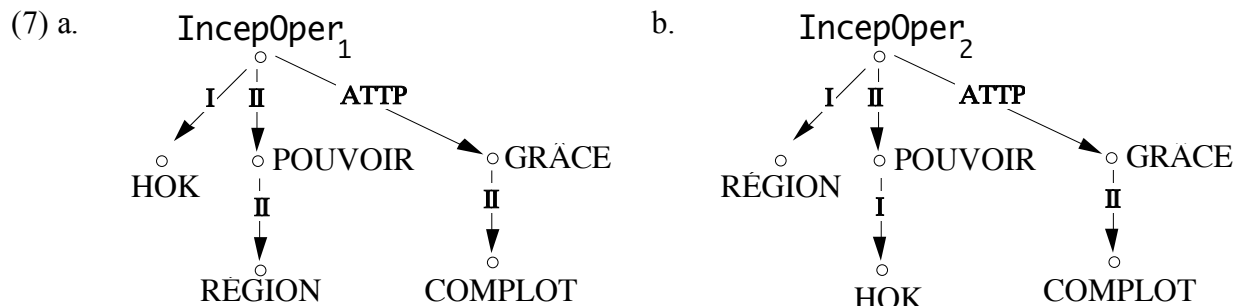 (7) a. IncepOper1 b. IncepOper2
I II ATTP I II ATTP
HOK POUVOIR GRÂCE RÉGION POUVOIR GRÂCE
II II I II
RÉGION COMPLOT HOK COMPLOT